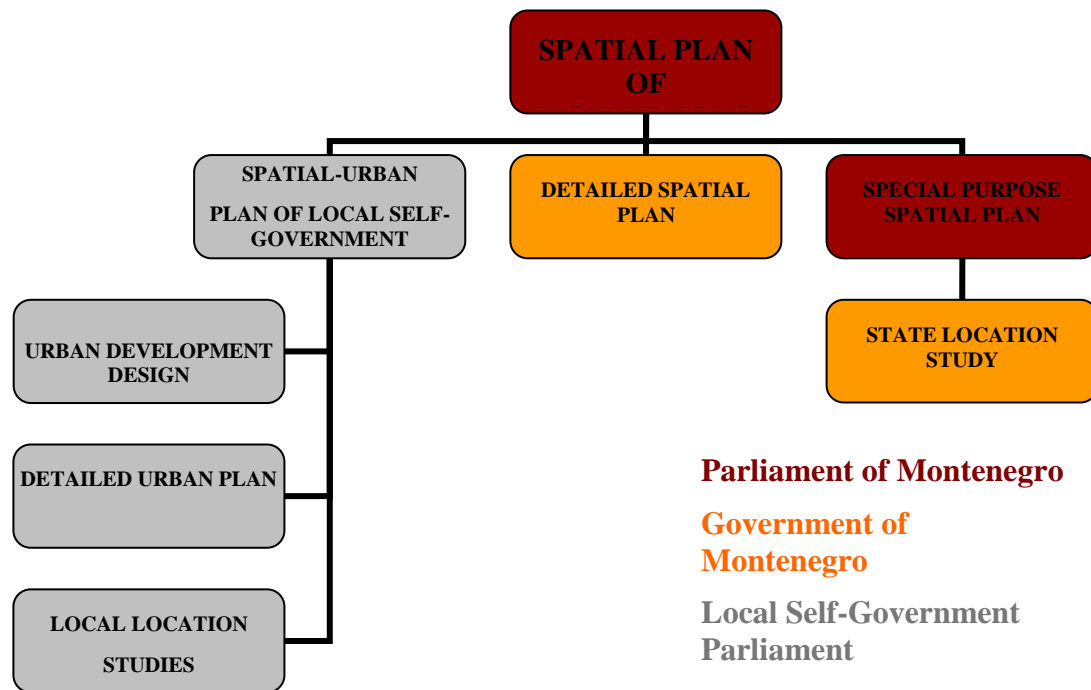 SPATIAL PLAN
OF
SPATIAL-URBAN
PLAN OF LOCAL SELF-
GOVERNMENT
DETAILED SPATIAL
PLAN
SPECIAL PURPOSE
SPATIAL PLAN
URBAN DEVELOPMENT
DESIGN
STATE LOCATION
STUDY
DETAILED URBAN PLAN
LOCAL LOCATION
STUDIES
Parliament of Montenegro
Government of
Montenegro
Local Self-Government
Parliament